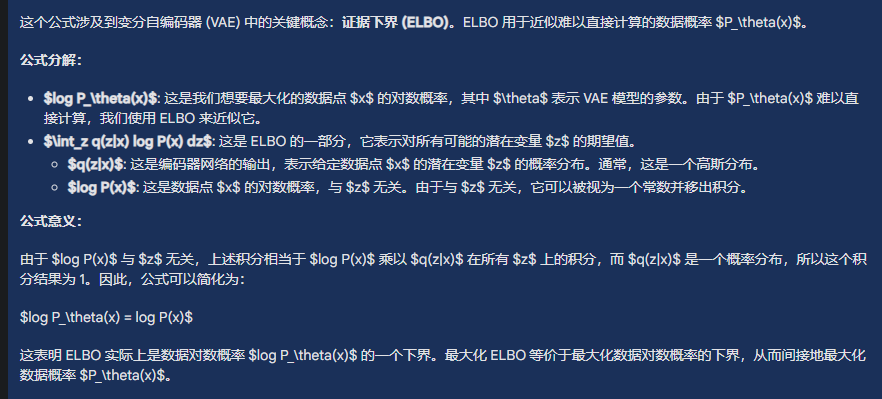 这个公式涉及到变分自编码器 (VAE) 中的关键概念：证据下界 (ELBO)。ELBO 用于近似难以直接计算的数据概率 $P_\theta(x)$。
公式分解：
• $log P_\theta(x)$: 这是我们想要最大化的数据点 $x$ 的对数概率，其中 $\theta$ 表示 VAE 模型的参数。由于 $P_\theta(x)$ 难以直
接计算，我们使用 ELBO 来近似它。
• $\int_z q(z|x) log P(x) dz$: 这是 ELBO 的一部分，它表示对所有可能的潜在变量 $z$ 的期望值。
◦ $q(z|x)$: 这是编码器网络的输出，表示给定数据点 $x$ 的潜在变量 $z$ 的概率分布。通常，这是一个高斯分布。
◦ $log P(x)$: 这是数据点 $x$ 的对数概率，与 $z$ 无关。由于与 $z$ 无关，它可以被视为一个常数并移出积分。
公式意义：
由于 $log P(x)$ 与 $z$ 无关，上述积分相当于 $log P(x)$ 乘以 $q(z|x)$ 在所有 $z$ 上的积分，而 $q(z|x)$ 是一个概率分布，所以这个积
分结果为 1。因此，公式可以简化为：
$log P_\theta(x) = log P(x)$
这表明 ELBO 实际上是数据对数概率 $log P_\theta(x)$ 的一个下界。最大化 ELBO 等价于最大化数据对数概率的下界，从而间接地最大化
数据概率 $P_\theta(x)$。